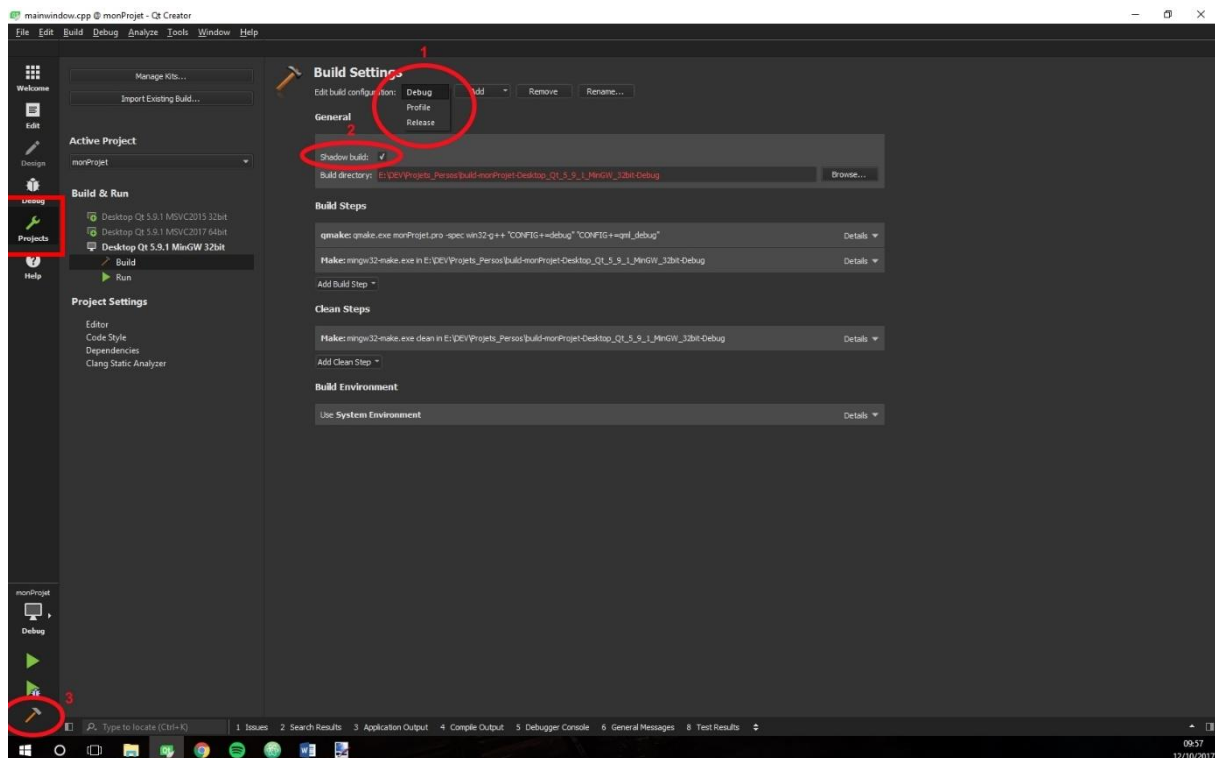 mainwindow.cpp @ monProjet - Qt Creator
File Edit Build Debug Analyze Tools Window Help
Welcome
Edit
Design
Debug
Projects
Help
Manage Kits...
Import Existing Build...
Active Project
monProjet
Build & Run
Desktop Qt 5.9.1 MSVC2015 32bit
Desktop Qt 5.9.1 MSVC2017 64bit
Desktop Qt 5.9.1 MinGW 32bit
Build
Run
Project Settings
Editor
Code Style
Dependencies
Clang Static Analyzer
1
Build Settings
Edit build configuration: Debug Add Remove Rename...
Profile
Release
General
2
Shadow build:
Build directory: E:\DEV\Projets_Persos\build-monProjet-Desktop_Qt_5_9_1_MinGW_32bit-Debug Browse...
Build Steps
qmake: qmake.exe monProjet.pro -spec win32-g++ "CONFIG+=debug" "CONFIG+=qml_debug" Details
Make: mingw32-make.exe in E:\DEV\Projets_Persos\build-monProjet-Desktop_Qt_5_9_1_MinGW_32bit-Debug Details
Add Build Step
Clean Steps
Make: mingw32-make.exe clean in E:\DEV\Projets_Persos\build-monProjet-Desktop_Qt_5_9_1_MinGW_32bit-Debug Details
Add Clean Step
Build Environment
Use System Environment Details
monProjet
Debug
3
Type to locate (Ctrl+K) 1 Issues 2 Search Results 3 Application Output 4 Compile Output 5 Debugger Console 6 General Messages 8 Test Results
09:57
12/10/2017